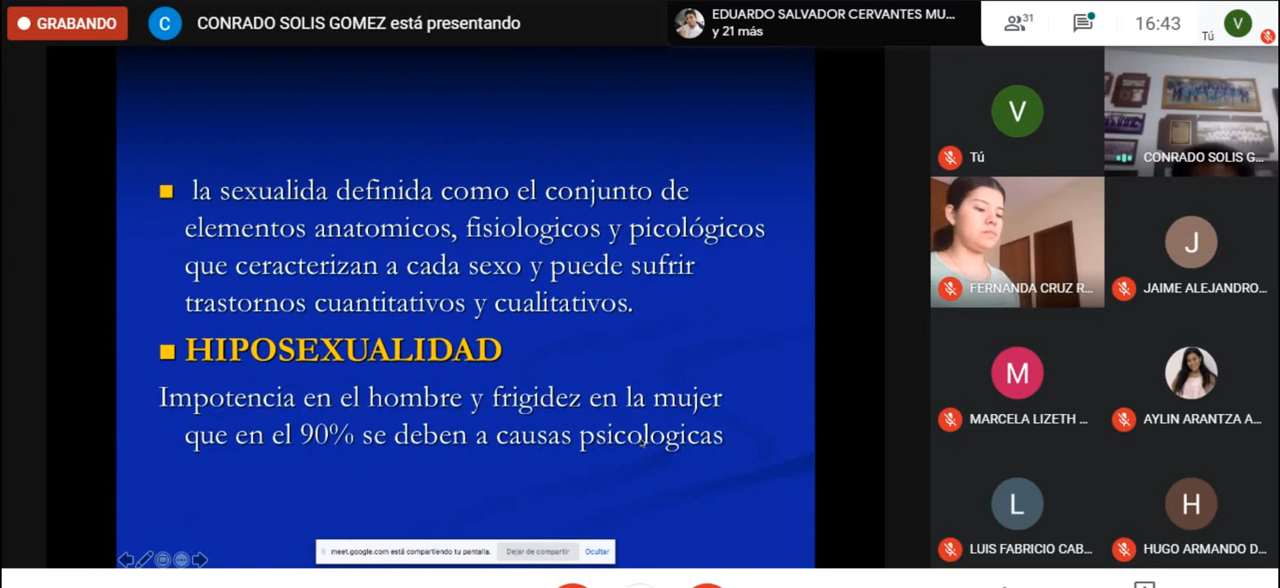 GRABANDO
C
CONRADO SOLIS GOMEZ está presentando
EDUARDO SALVADOR CERVANTES MU...
y 21 más
31
16:43
Tú
V
la sexualida definida como el conjunto de
elementos anatomicos, fisiologicos y picológicos
que ceracterizan a cada sexo y puede sufrir
trastornos cuantitativos y cualitativos.
HIPOSEXUALIDAD
Impotencia en el hombre y frigidez en la mujer
que en el 90% se deben a causas psicologicas
meet.google.com está compartiendo tu pantalla.
Dejar de compartir
Ocultar
V
Tú
CONRADO SOLIS G...
FERNANDA CRUZ R...
J
JAIME ALEJANDRO...
M
MARCELA LIZETH ...
AYLIN ARANTZA A...
L
LUIS FABRICIO CAB...
H
HUGO ARMANDO D...